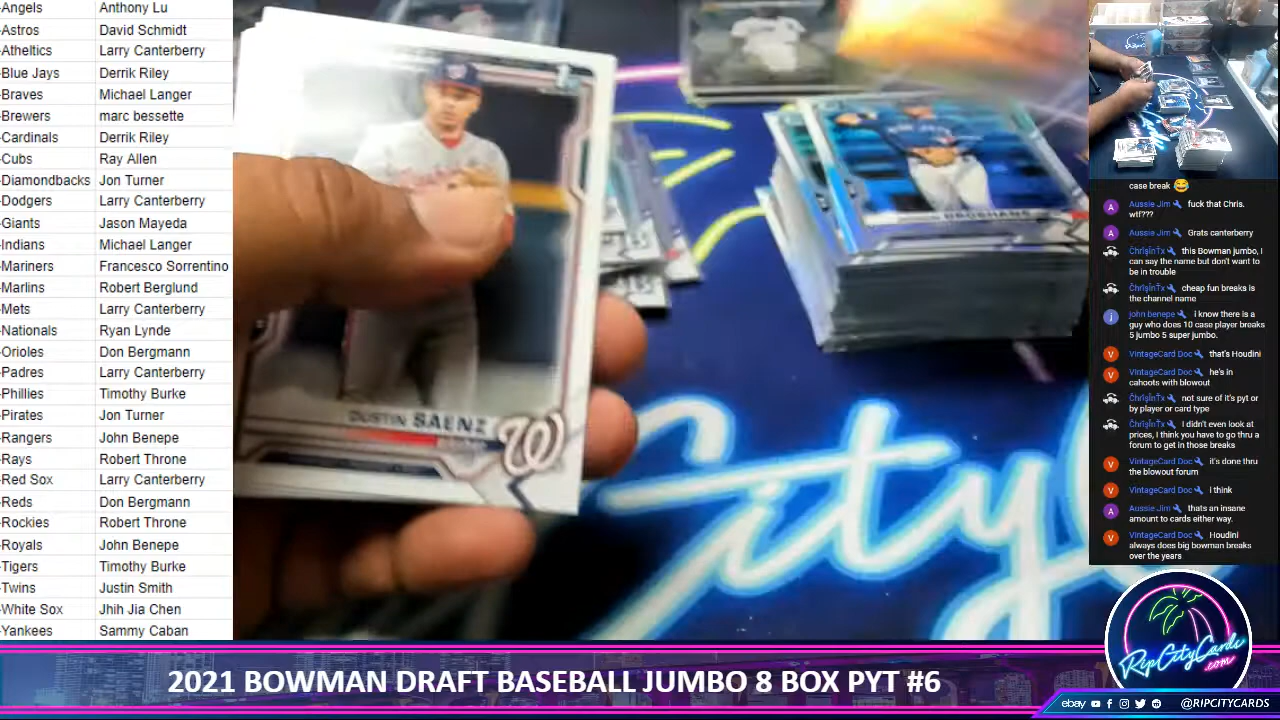 -Angels Anthony Lu
-Astros David Schmidt
-Atheltics Larry Canterberry
-Blue Jays Derrik Riley
-Braves Michael Langer
-Brewers marc bessette
-Cardinals Derrik Riley
-Cubs Ray Allen
-Diamondbacks Jon Turner
-Dodgers Larry Canterberry
-Giants Jason Mayeda
-Indians Michael Langer
-Mariners Francesco Sorrentino
-Marlins Robert Berglund
-Mets Larry Canterberry
-Nationals Ryan Lynde
-Orioles Don Bergmann
-Padres Larry Canterberry
-Phillies Timothy Burke
-Pirates Jon Turner
-Rangers John Benepe
-Rays Robert Throne
-Red Sox Larry Canterberry
-Reds Don Bergmann
-Rockies Robert Throne
-Royals John Benepe
-Tigers Timothy Burke
-Twins Justin Smith
-White Sox Jhih Jia Chen
-Yankees Sammy Caban
DUSTIN SAENZ
W
City
case break 😂
A Aussie Jim fuck that Chris.
wtf???
A Aussie Jim Grats canterberry
ČhrïşïnŤx this Bowman jumbo, I
can say the name but don't want to
be in trouble
ČhrïşïnŤx cheap fun breaks is
the channel name
j john benepe i know there is a
guy who does 10 case player breaks
5 jumbo 5 super jumbo.
V VintageCard Doc that's Houdini
V VintageCard Doc he's in
cahoots with blowout
ČhrïşïnŤx not sure of it's pyt or
by player or card type
ČhrïşïnŤx I didn't even look at
prices, I think you have to go thru a
forum to get in those breaks
V VintageCard Doc it's done thru
the blowout forum
V VintageCard Doc I think
A Aussie Jim thats an insane
amount to cards either way.
V VintageCard Doc Houdini
always does big bowman breaks
over the years
RipCityCards
.com
2021 BOWMAN DRAFT BASEBALL JUMBO 8 BOX PYT #6
ebay @RIPCITYCARDS